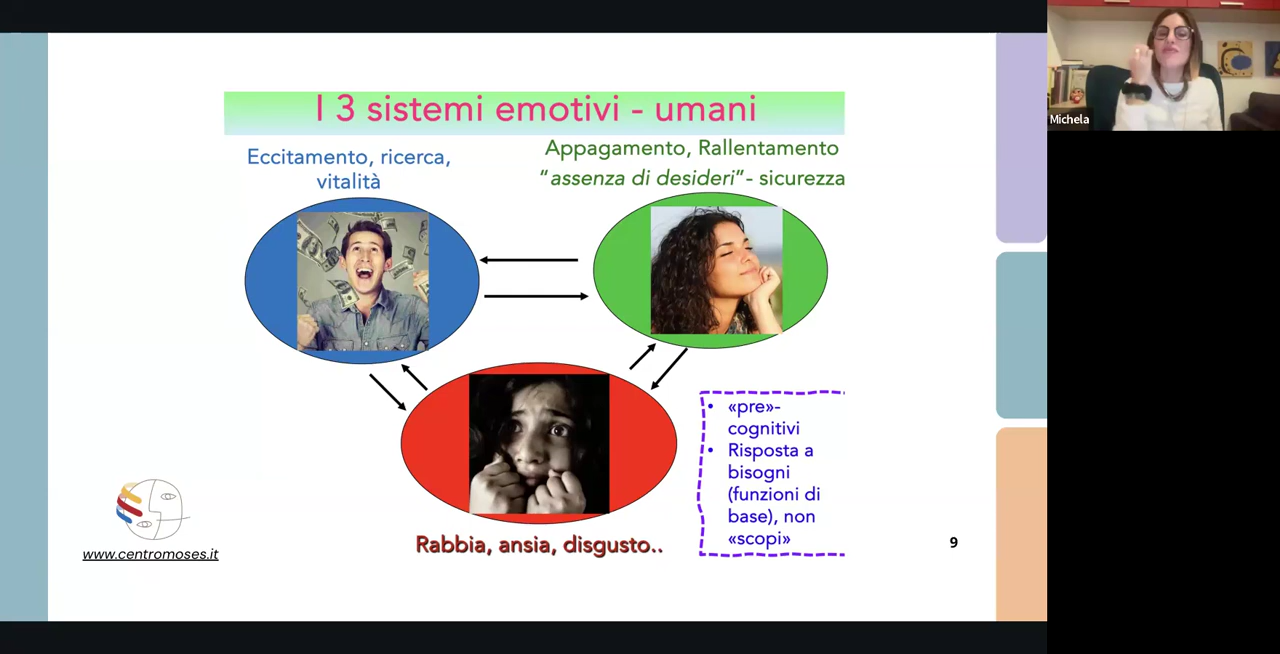 I 3 sistemi emotivi - umani
Eccitamento, ricerca,
vitalità
Appagamento, Rallentamento
“assenza di desideri”- sicurezza
• «pre»-
cognitivi
• Risposta a
bisogni
(funzioni di
base), non
«scopi»
Rabbia, ansia, disgusto..
www.centromoses.it
9
Michela